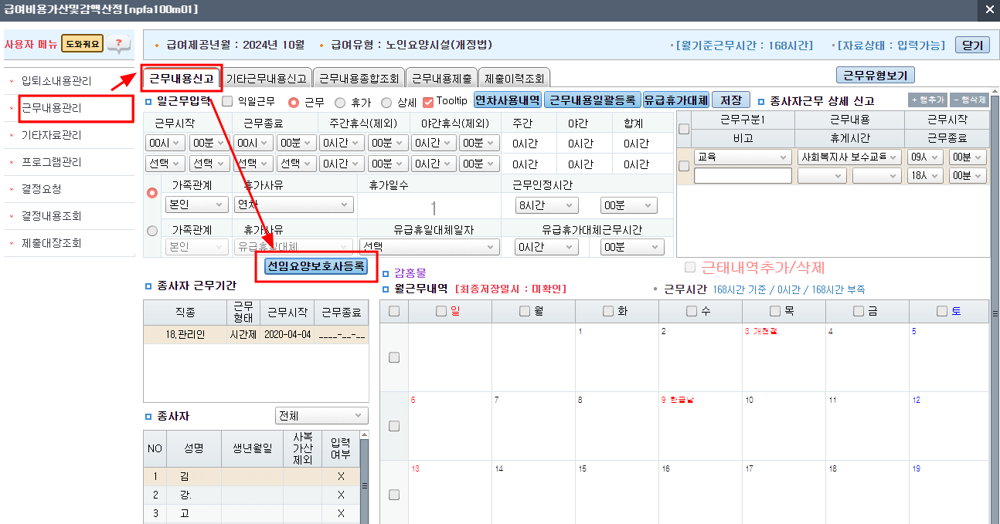 급여비용가산및감액산정[npfa100m01]
사용자 메뉴 도와줘요 ?
• 급여제공년월 : 2024년 10월 • 급여유형 : 노인요양시설(개정법) ·[월기준근무시간 : 168시간] ·[자료상태 : 입력가능] 닫기
입퇴소내용관리
근무내용관리
기타자료관리
프로그램관리
결정요청
결정내용조회
제출대장조회
근무내용신고 기타근무내용신고 근무내용종합조회 근무내용제출 제출이력조회 근무유형보기
일근무입력 익일근무 근무 휴가 상세 Tooltip 연차사용내역 근무내용일괄등록 유급휴가대체 저장 종사자근무 상세 신고 + 행추가 - 행삭제
근무시작 근무종료 주간휴식(제외) 야간휴식(제외) 주간 야간 합계
00시 00분 00시 00분 0시간 00분 0시간 00분 0시간 0시간 0시간
선택 선택 선택 선택 0시간 00분 0시간 00분 0시간 0시간 0시간
가족관계 휴가사유 휴가일수 근무인정시간
본인 연차 1 8시간 00분
가족관계 휴가사유 유급휴일대체일자 유급휴가대체근무시간
본인 유급휴일대체 선택 0시간 00분
근무구분1 근무내용 근무시작
비고 휴게시간 근무종료
교육 사회복지사 보수교육 09시 00분
18시 00분
선임요양보호사등록
종사자 근무기간
직종 근무형태 근무시작 근무종료
18.관리인 시간제 2020-04-04 ____-__-__
종사자 전체
NO 성명 생년월일 사복가산제외 입력여부
1 김 X
2 강. X
3 고 X
감홍물 근태내역추가/삭제
월근무내역 [최종저장일시 : 미확인] • 근무시간 168시간 기준 / 0시간 / 168시간 부족
일 월 화 수 목 금 토
1 2 3 개천절 4 5
6 7 8 9 한글날 10 11 12
13 14 15 16 17 18 19